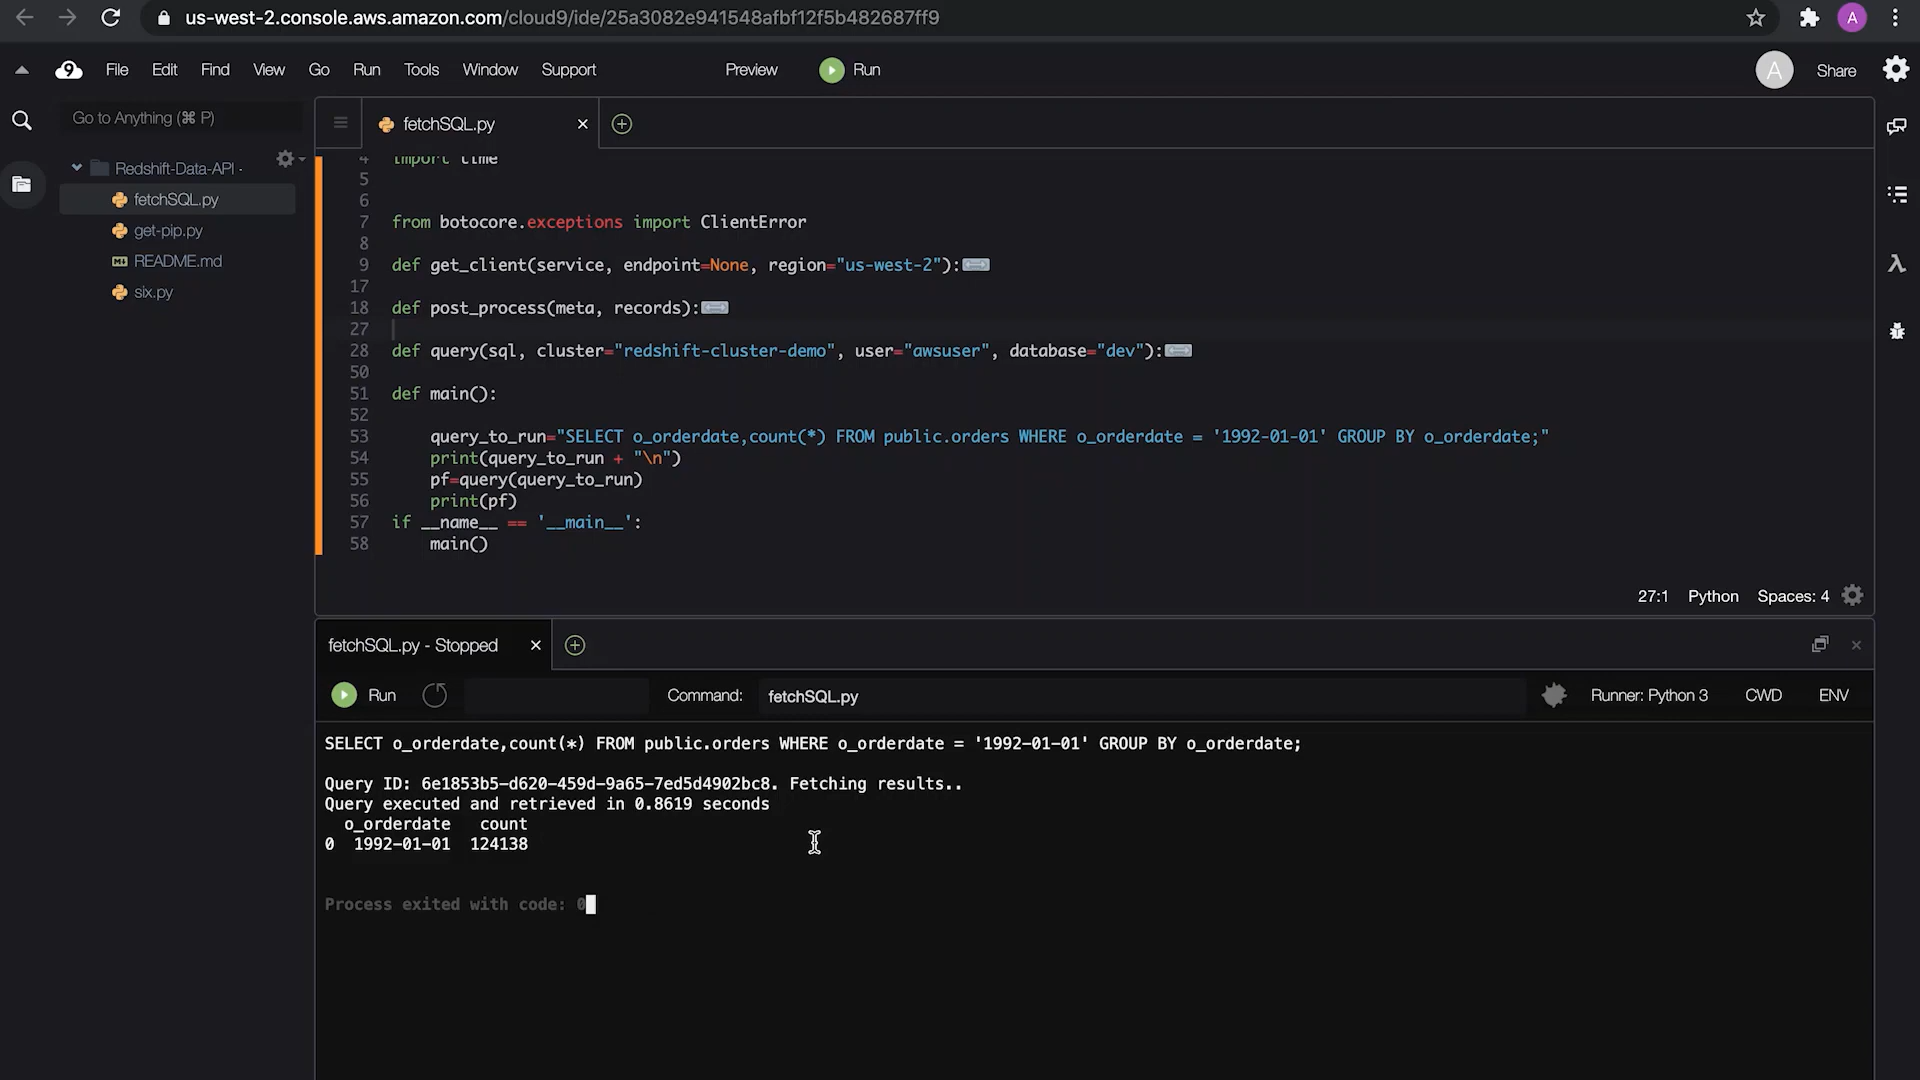 us-west-2.console.aws.amazon.com/cloud9/ide/25a3082e941548afbf12f5b482687ff9
A
9 File Edit Find View Go Run Tools Window Support Preview Run A Share
Go to Anything (⌘ P)
fetchSQL.py
Redshift-Data-API -
fetchSQL.py
get-pip.py
README.md
six.py
4 import time
5
6
7 from botocore.exceptions import ClientError
8
9 def get_client(service, endpoint=None, region="us-west-2"):
17
18 def post_process(meta, records):
27
28 def query(sql, cluster="redshift-cluster-demo", user="awsuser", database="dev"):
50
51 def main():
52
53 query_to_run="SELECT o_orderdate,count(*) FROM public.orders WHERE o_orderdate = '1992-01-01' GROUP BY o_orderdate;"
54 print(query_to_run + "\n")
55 pf=query(query_to_run)
56 print(pf)
57 if __name__ == '__main__':
58 main()
27:1 Python Spaces: 4
fetchSQL.py - Stopped
Run Command: fetchSQL.py Runner: Python 3 CWD ENV
SELECT o_orderdate,count(*) FROM public.orders WHERE o_orderdate = '1992-01-01' GROUP BY o_orderdate;
Query ID: 6e1853b5-d620-459d-9a65-7ed5d4902bc8. Fetching results..
Query executed and retrieved in 0.8619 seconds
o_orderdate count
0 1992-01-01 124138
Process exited with code: 0